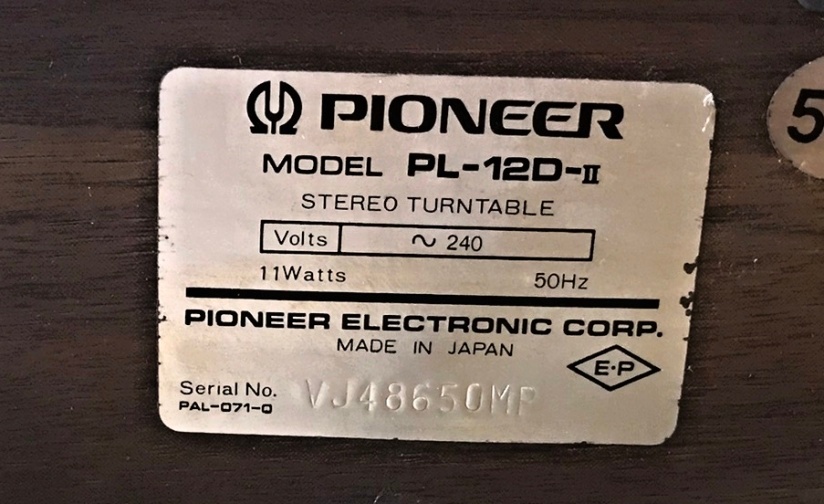 PIONEER
MODEL PL-12D-II
STEREO TURNTABLE
Volts ~ 240
11Watts 50Hz
PIONEER ELECTRONIC CORP.
MADE IN JAPAN
E·P
Serial No. VJ48650MP
PAL-071-0
5